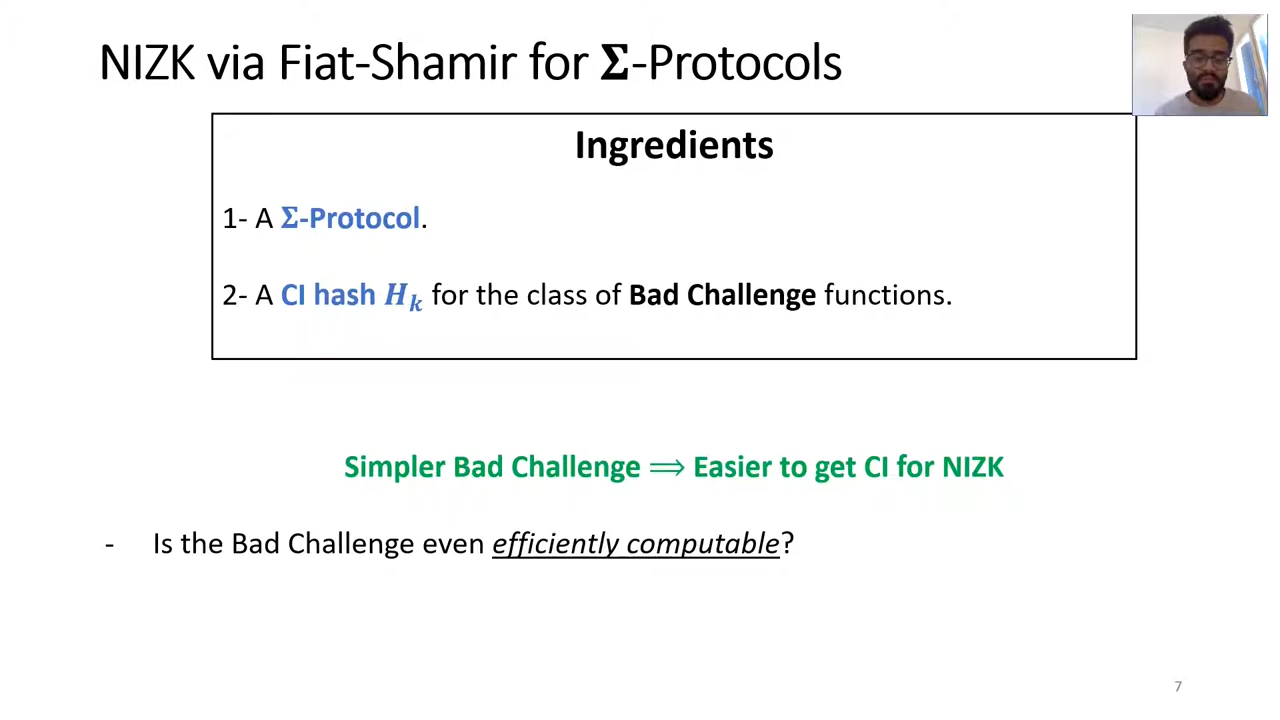 NIZK via Fiat-Shamir for Σ-Protocols
Ingredients
1- A Σ-Protocol.
2- A CI hash H_k for the class of Bad Challenge functions.
Simpler Bad Challenge ⟹ Easier to get CI for NIZK
- Is the Bad Challenge even efficiently computable?
7